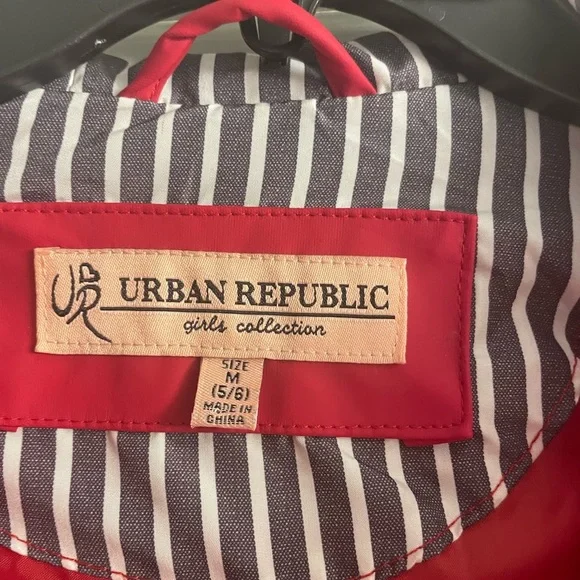 UR
URBAN REPUBLIC
girls collection
SIZE
M
(5/6)
MADE IN
CHINA